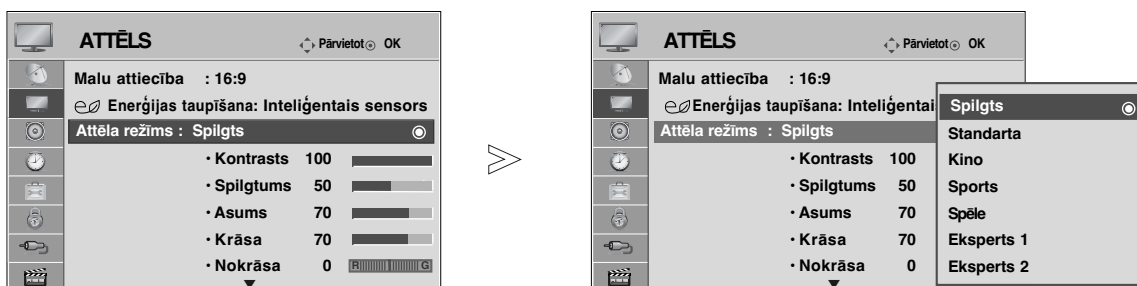 ATTĒLS
Pārvietot OK
Malu attiecība : 16:9
Enerģijas taupīšana: Inteliģentais sensors
Attēla režīms : Spilgts
• Kontrasts 100
• Spilgtums 50
• Asums 70
• Krāsa 70
• Nokrāsa 0 R G
ATTĒLS
Pārvietot OK
Malu attiecība : 16:9
Enerģijas taupīšana: Inteliģentai
Attēla režīms : Spilgts
• Kontrasts 100
• Spilgtums 50
• Asums 70
• Krāsa 70
• Nokrāsa 0
Spilgts
Standarta
Kino
Sports
Spēle
Eksperts 1
Eksperts 2